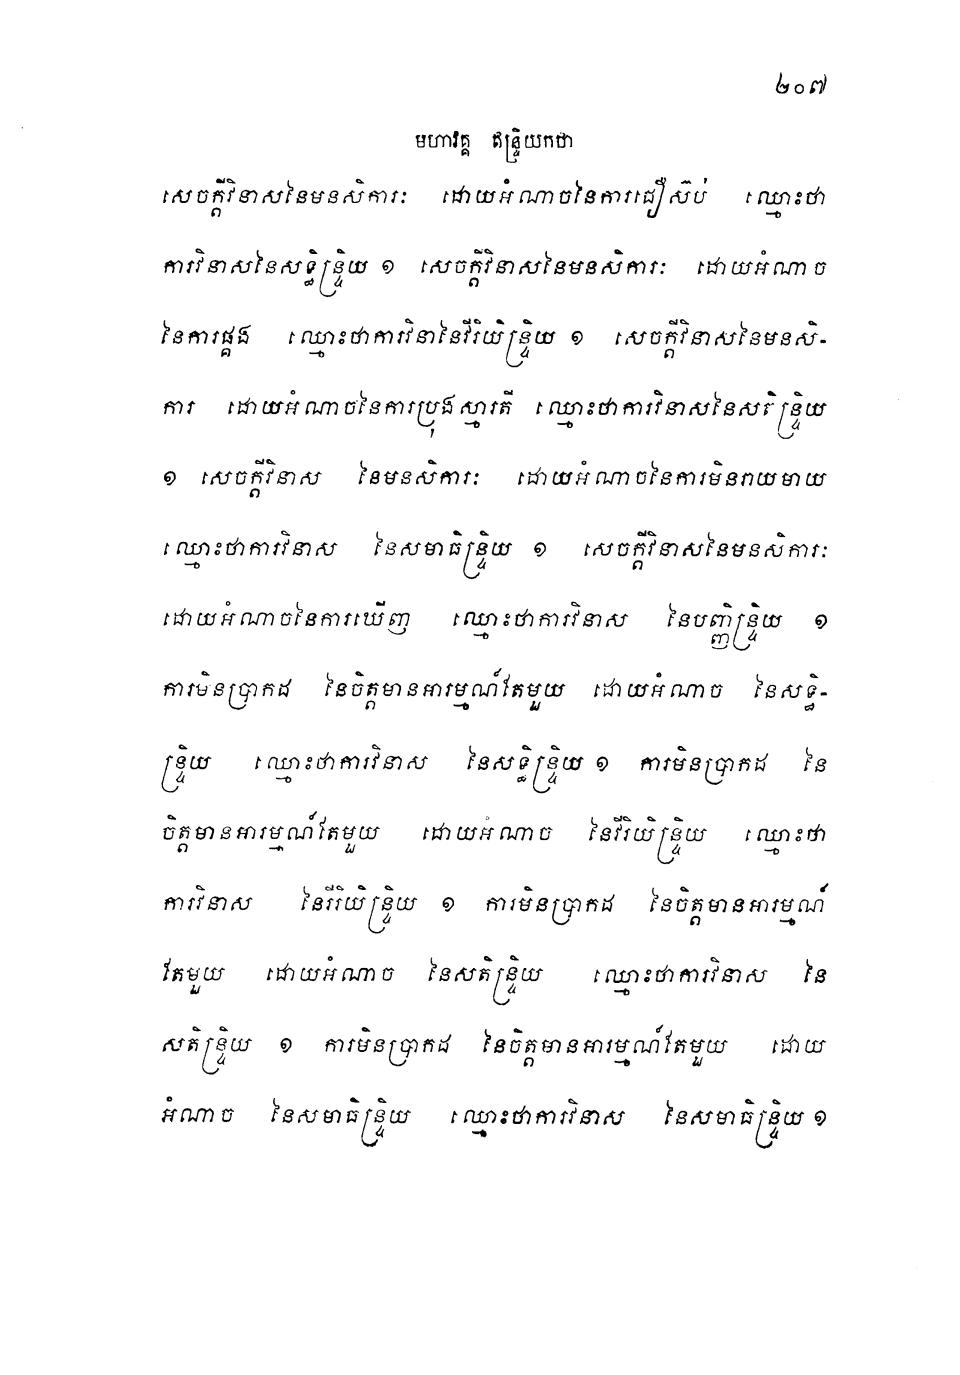 ២០៧
មហាវគ្គ ឥន្ទ្រិយកថា
សេចក្តីវិនាសនៃមនសិការៈ ដោយអំណាចនៃការជឿស៊ប់ ឈ្មោះថា
ការវិនាសនៃសទ្ធិន្ទ្រិយ ១ សេចក្តីវិនាសនៃមនសិការៈ ដោយអំណាច
នៃការផ្គង ឈ្មោះថាការវិនានៃវីរិយិន្ទ្រិយ ១ សេចក្តីវិនាសនៃមនសិ-
ការ ដោយអំណាចនៃការប្រុងស្មារតី ឈ្មោះថាការវិនាសនៃសតិន្ទ្រិយ
១ សេចក្តីវិនាស នៃមនសិការៈ ដោយអំណាចនៃការមិនរាយមាយ
ឈ្មោះថាការវិនាស នៃសមាធិន្ទ្រិយ ១ សេចក្តីវិនាសនៃមនសិការៈ
ដោយអំណាចនៃការឃើញ ឈ្មោះថាការវិនាស នៃបញ្ញិន្ទ្រិយ ១
ការមិនប្រាកដ នៃចិត្តមានអារម្មណ៍តែមួយ ដោយអំណាច នៃសទ្ធិ-
ន្ទ្រិយ ឈ្មោះថាការវិនាស នៃសទ្ធិន្ទ្រិយ ១ ការមិនប្រាកដ នៃ
ចិត្តមានអារម្មណ៍តែមួយ ដោយអំណាច នៃវីរិយិន្ទ្រិយ ឈ្មោះថា
ការវិនាស នៃវីរិយិន្ទ្រិយ ១ ការមិនប្រាកដ នៃចិត្តមានអារម្មណ៍
តែមួយ ដោយអំណាច នៃសតិន្ទ្រិយ ឈ្មោះថាការវិនាស នៃ
សតិន្ទ្រិយ ១ ការមិនប្រាកដ នៃចិត្តមានអារម្មណ៍តែមួយ ដោយ
អំណាច នៃសមាធិន្ទ្រិយ ឈ្មោះថាការវិនាស នៃសមាធិន្ទ្រិយ ១